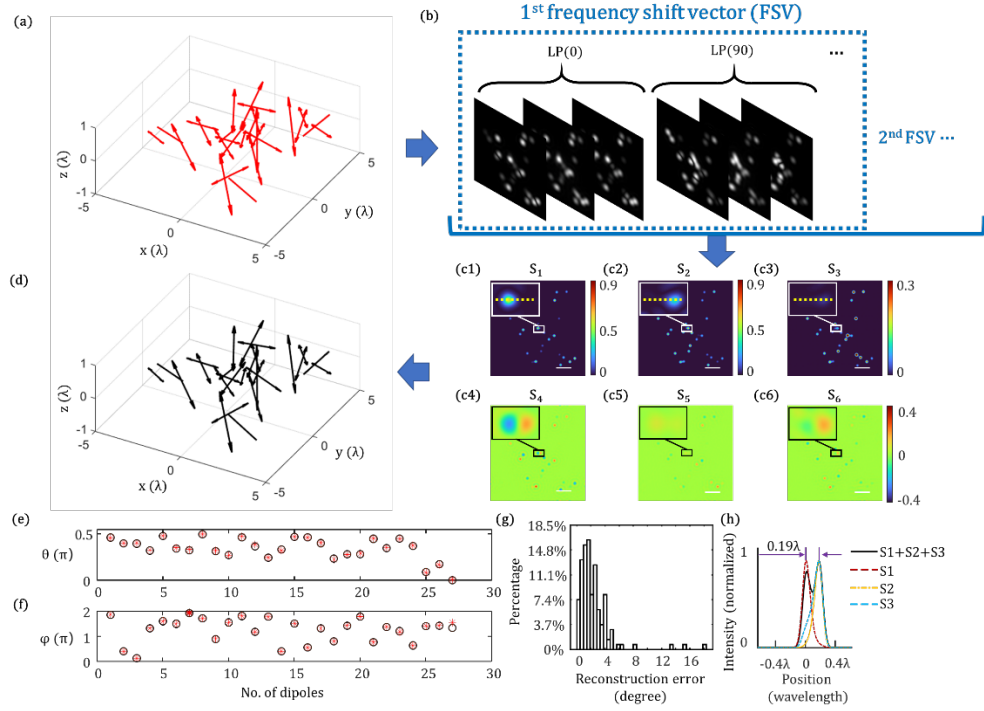 (a)
1
0
-1
z (λ)
-5
0
5
x (λ)
-5
0
5
y (λ)
(b)
1st frequency shift vector (FSV)
LP(0)
LP(90)
...
2nd FSV ...
(c1)
S1
0.9
0.5
0
(c2)
S2
0.9
0.5
0
(c3)
S3
0.3
0
(d)
1
0
-1
z (λ)
-5
0
5
x (λ)
-5
0
5
y (λ)
(c4)
S4
(c5)
S5
(c6)
S6
0.4
0
-0.4
(e)
θ (π)
0.5
0
0 5 10 15 20 25 30
(f)
φ (π)
2
1
0
0 5 10 15 20 25 30
No. of dipoles
(g)
Percentage
18.5%
14.8%
11.1%
7.4%
3.7%
0%
0 4 8 12 16
Reconstruction error
(degree)
(h)
Intensity (normalized)
1
0
0.19λ
S1+S2+S3
S1
S2
S3
-0.4λ 0 0.4λ
Position
(wavelength)